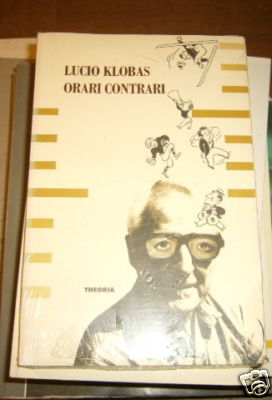 LUCIO KLOBAS
ORARI CONTRARI
THEORIA